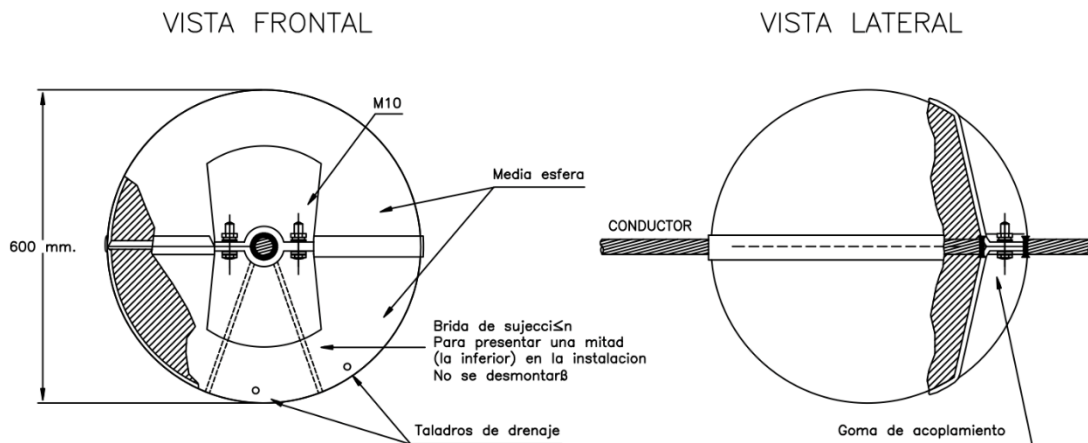 VISTA FRONTAL
VISTA LATERAL
M10
Media esfera
600 mm.
CONDUCTOR
Brida de sujecci≤n
Para presentar una mitad
(la inferior) en la instalacion
No se desmontarß
Taladros de drenaje
Goma de acoplamiento